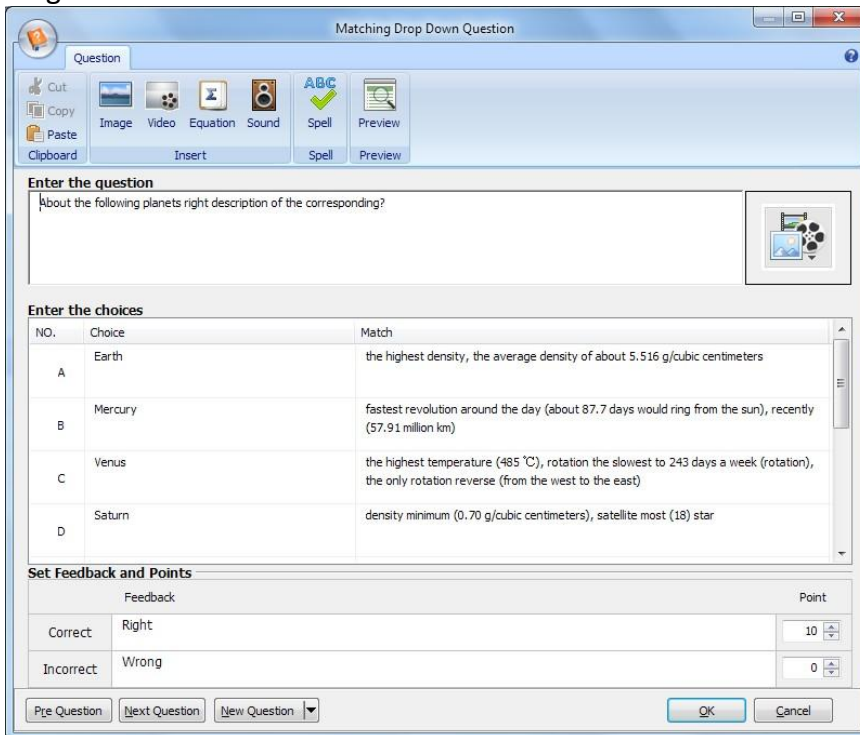 Matching Drop Down Question
Question
Cut
Copy
Paste
Clipboard
Image Video Equation Sound
Insert
ABC
Spell
Spell
Preview
Preview
Enter the question
About the following planets right description of the corresponding?
Enter the choices
NO. Choice Match
A Earth the highest density, the average density of about 5.516 g/cubic centimeters
B Mercury fastest revolution around the day (about 87.7 days would ring from the sun), recently
(57.91 million km)
C Venus the highest temperature (485 ℃), rotation the slowest to 243 days a week (rotation),
the only rotation reverse (from the west to the east)
D Saturn density minimum (0.70 g/cubic centimeters), satellite most (18) star
Set Feedback and Points
Feedback Point
Correct Right 10
Incorrect Wrong 0
Pre Question Next Question New Question OK Cancel